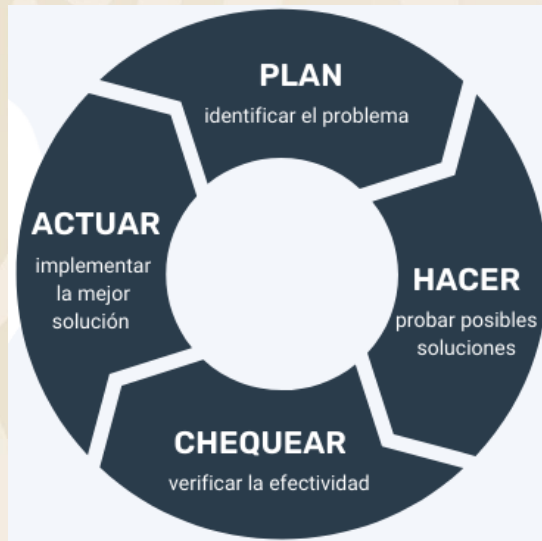 PLAN
identificar el problema
HACER
probar posibles
soluciones
CHEQUEAR
verificar la efectividad
ACTUAR
implementar
la mejor
solución